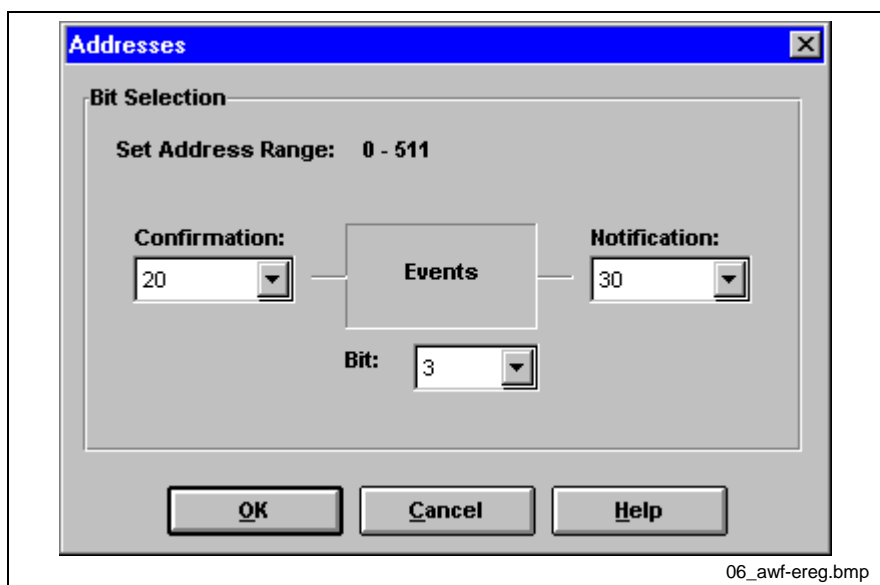 Addresses
Bit Selection
Set Address Range: 0 - 511
Confirmation:
Notification:
20
Events
30
Bit: 3
OK Cancel Help
06_awf-ereg.bmp